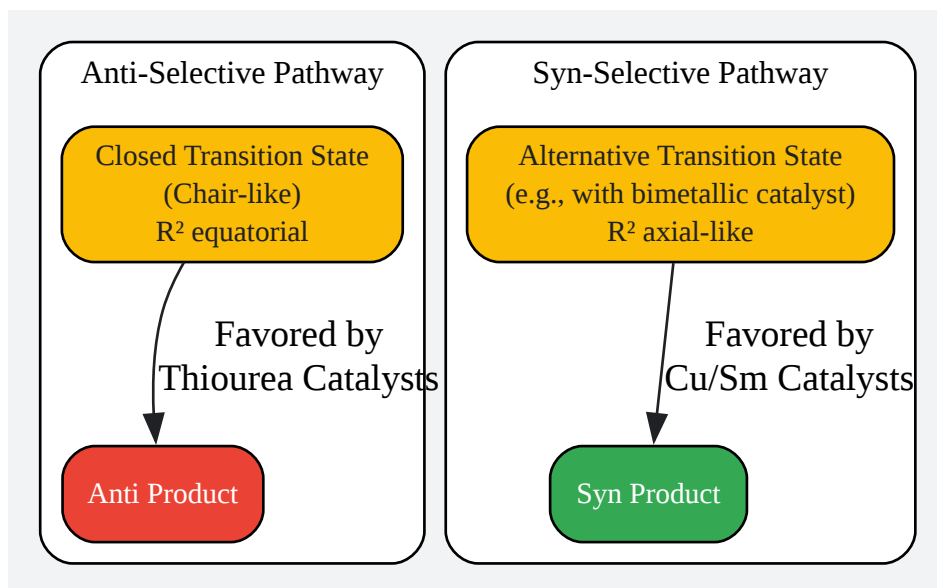 Anti-Selective Pathway
Closed Transition State
(Chair-like)
R² equatorial
Favored by
Thiourea Catalysts
Anti Product
Syn-Selective Pathway
Alternative Transition State
(e.g., with bimetallic catalyst)
R² axial-like
Favored by
Cu/Sm Catalysts
Syn Product